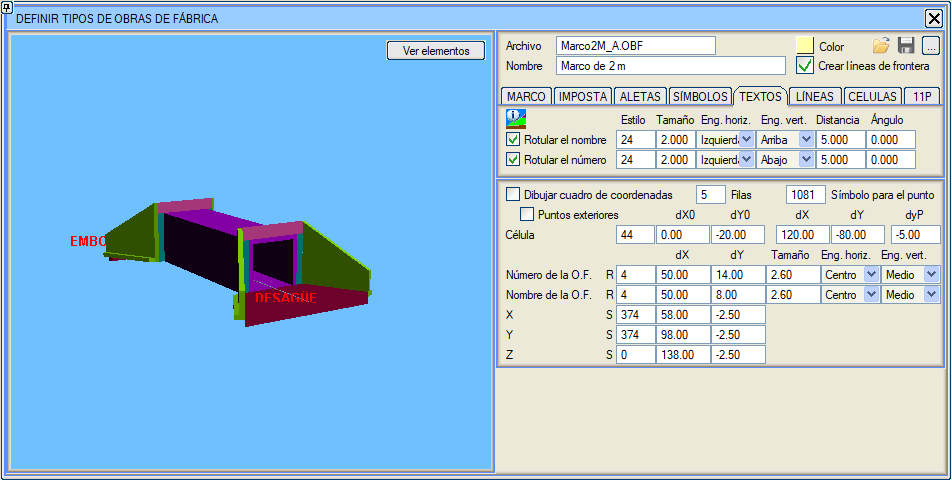 DEFINIR TIPOS DE OBRAS DE FÁBRICA
Ver elementos
EMBO
DESAGUE
Archivo Marco2M_A.OBF Color ...
Nombre Marco de 2 m Crear líneas de frontera
MARCO IMPOSTA ALETAS SÍMBOLOS TEXTOS LÍNEAS CELULAS 11P
Estilo Tamaño Eng. horiz. Eng. vert. Distancia Ángulo
Rotular el nombre 24 2.000 Izquierda Arriba 5.000 0.000
Rotular el número 24 2.000 Izquierda Abajo 5.000 0.000
Dibujar cuadro de coordenadas 5 Filas 1081 Símbolo para el punto
Puntos exteriores dX0 dY0 dX dY dyP
Célula 44 0.00 -20.00 120.00 -80.00 -5.00
dX dY Tamaño Eng. horiz. Eng. vert.
Número de la O.F. R 4 50.00 14.00 2.60 Centro Medio
Nombre de la O.F. R 4 50.00 8.00 2.60 Centro Medio
X S 374 58.00 -2.50
Y S 374 98.00 -2.50
Z S 0 138.00 -2.50